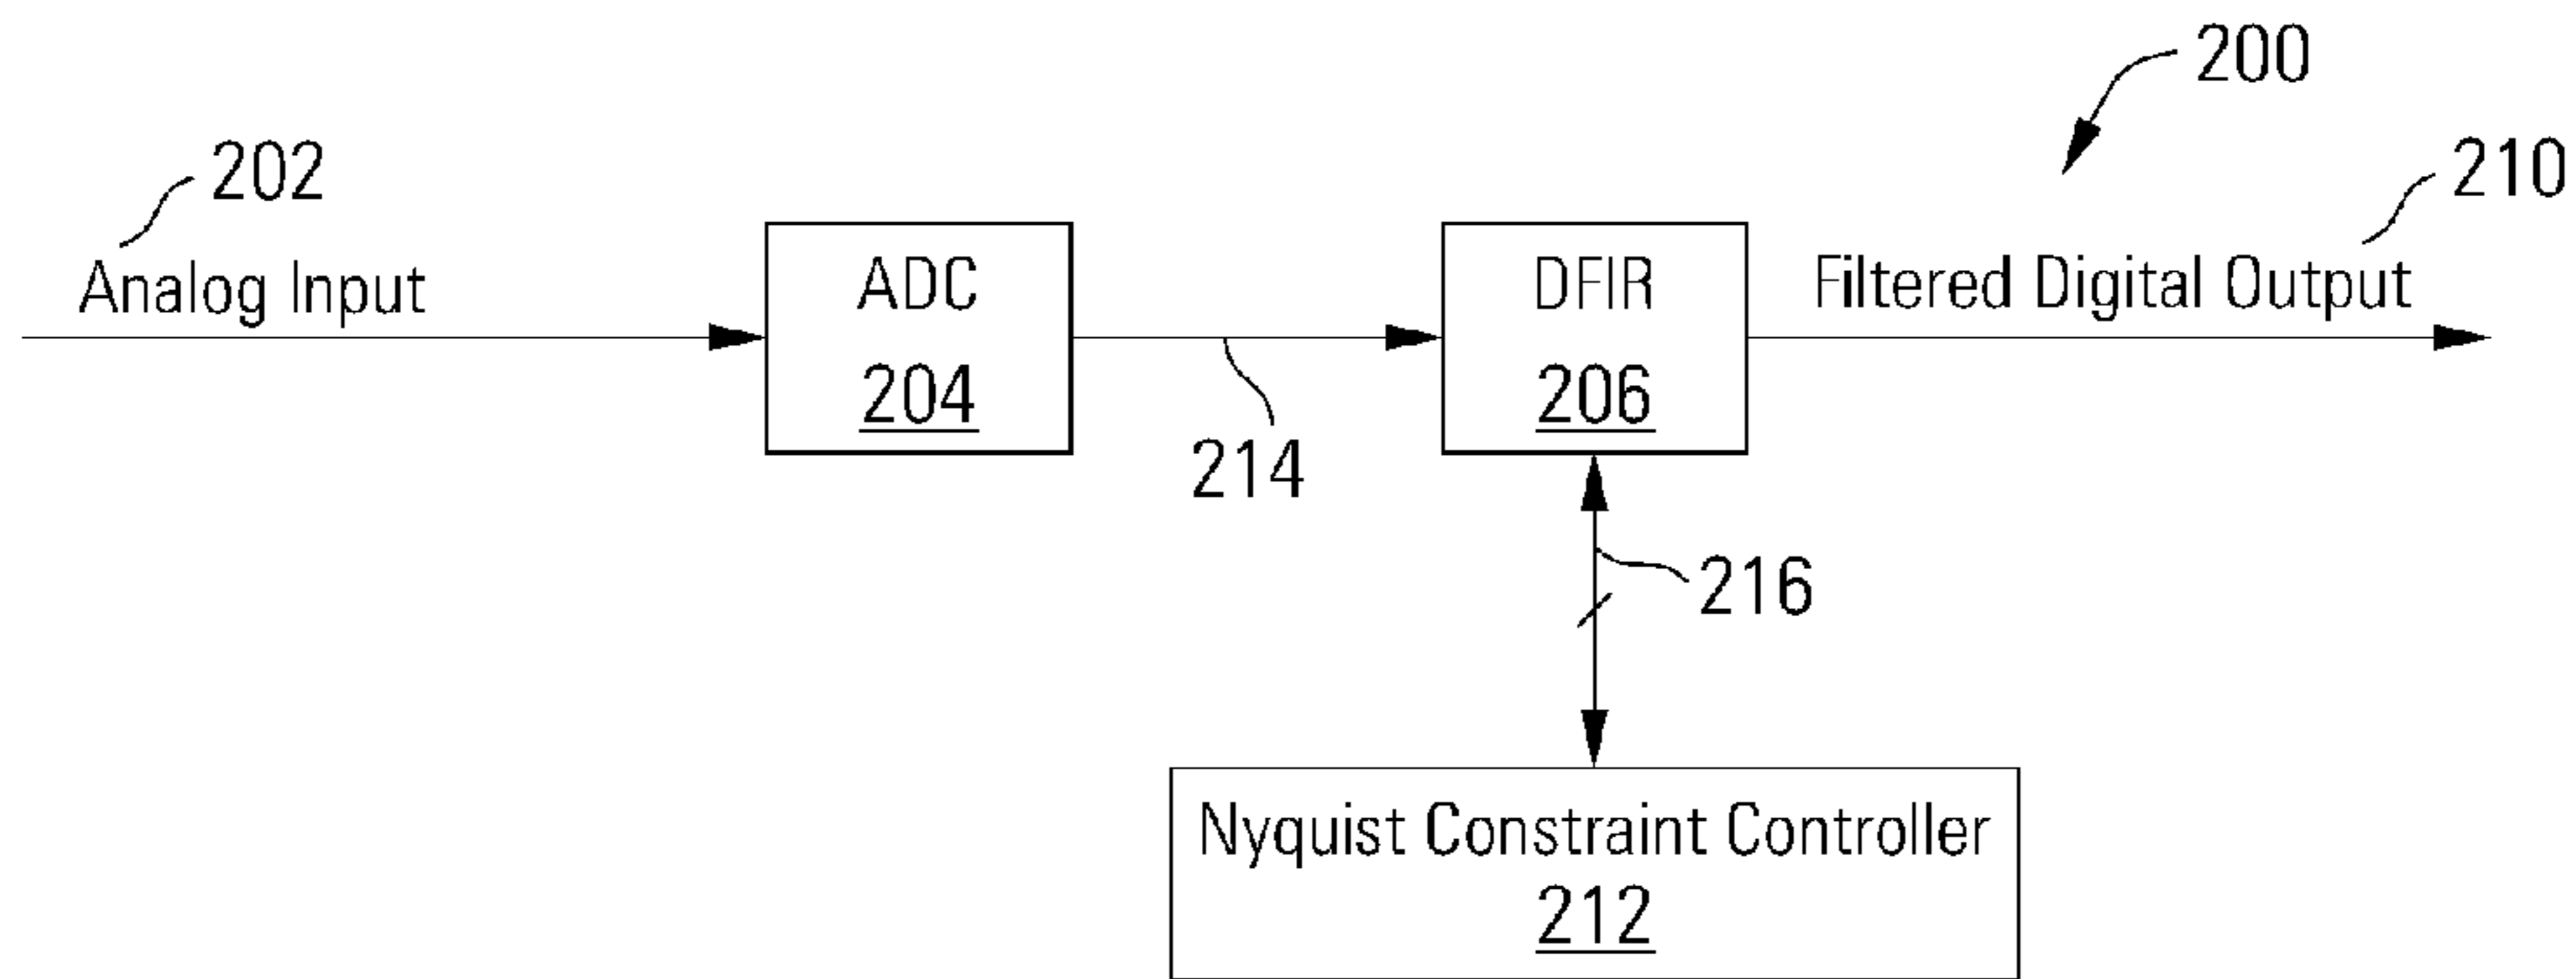 200
202
210
Analog Input
ADC
204
214
DFIR
206
Filtered Digital Output
216
Nyquist Constraint Controller
212